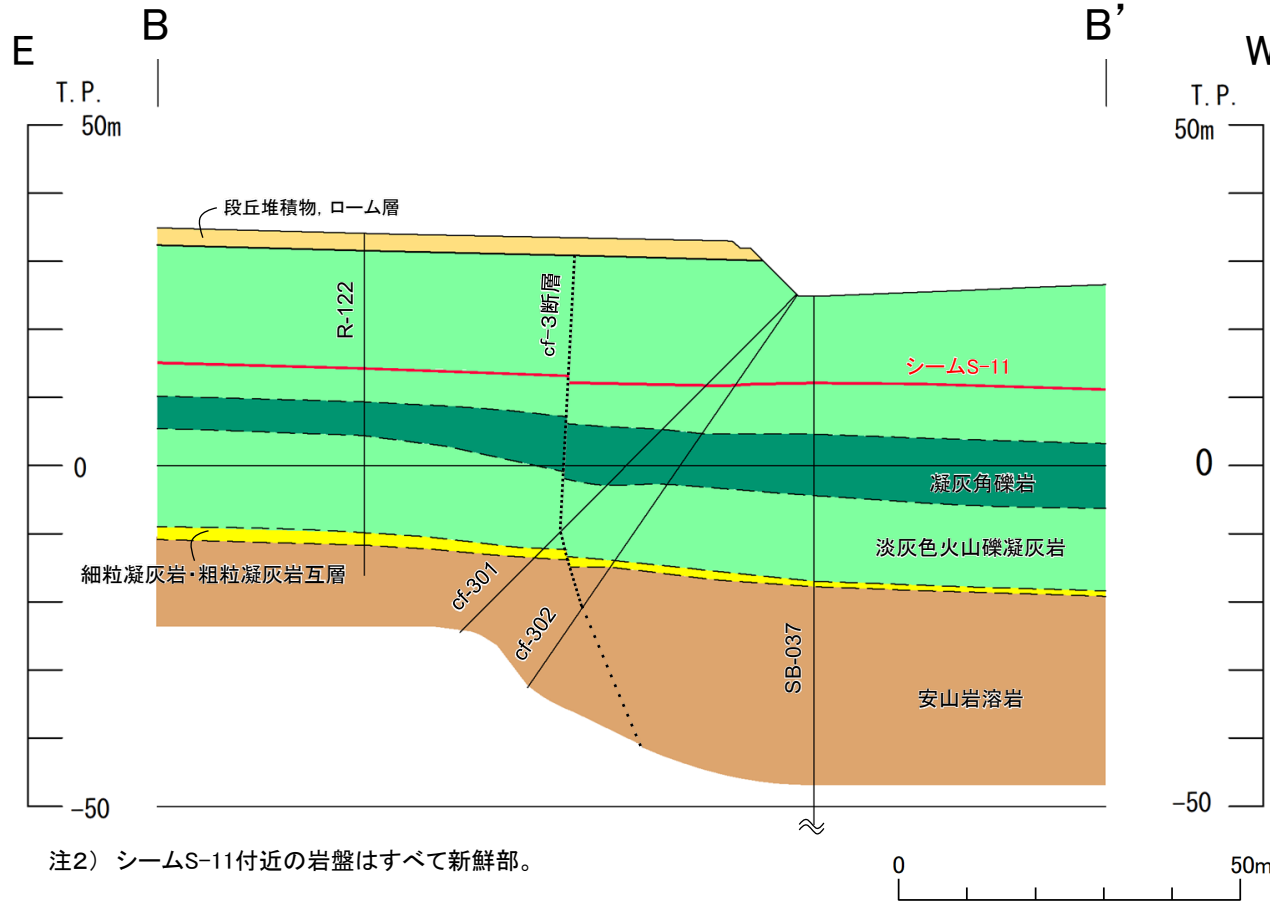 B
B’
E
W
T.P.
T.P.
50m
50m
段丘堆積物，ローム層
R-122
cf-3断層
シームS-11
0
0
凝灰角礫岩
淡灰色火山礫凝灰岩
細粒凝灰岩・粗粒凝灰岩互層
cf-301
cf-302
SB-037
安山岩溶岩
-50
-50
注2） シームS-11付近の岩盤はすべて新鮮部。
0
50m